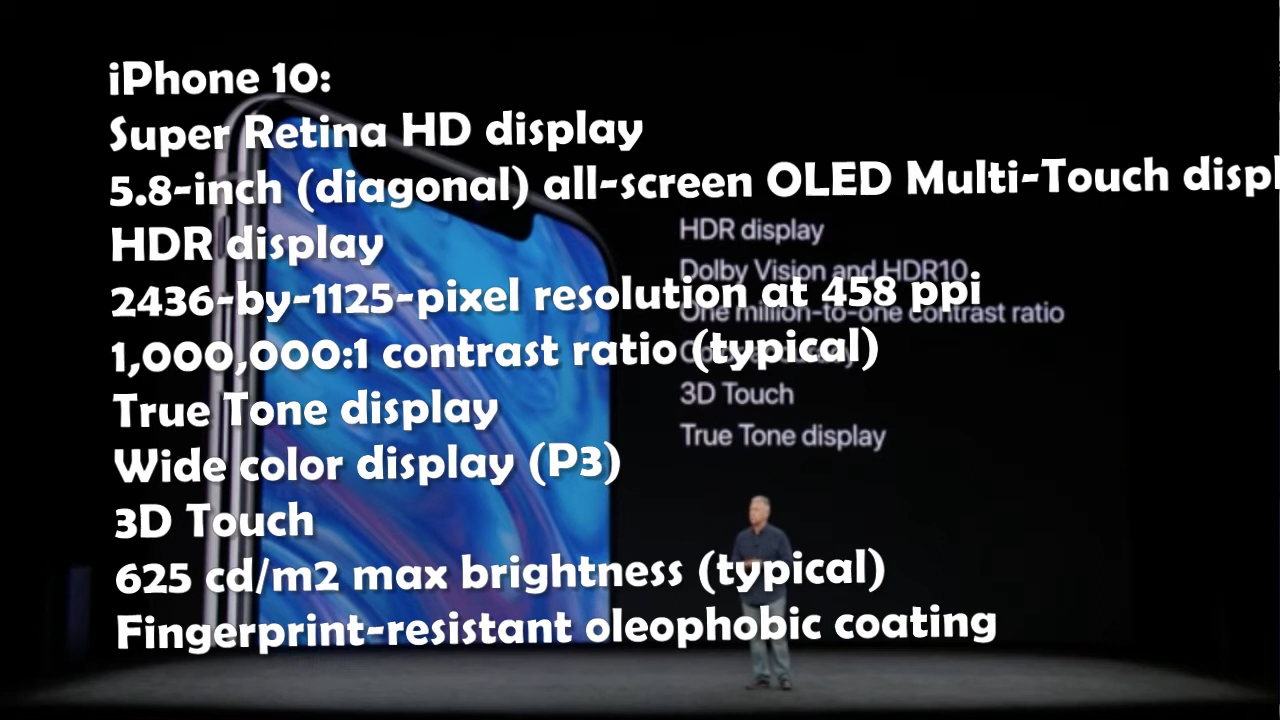 iPhone 10:
Super Retina HD display
5.8-inch (diagonal) all-screen OLED Multi-Touch displ
HDR display
2436-by-1125-pixel resolution at 458 ppi
1,000,000:1 contrast ratio (typical)
True Tone display
Wide color display (P3)
3D Touch
625 cd/m2 max brightness (typical)
Fingerprint-resistant oleophobic coating
HDR display
Dolby Vision and HDR10
One million-to-one contrast ratio
3D Touch
True Tone display